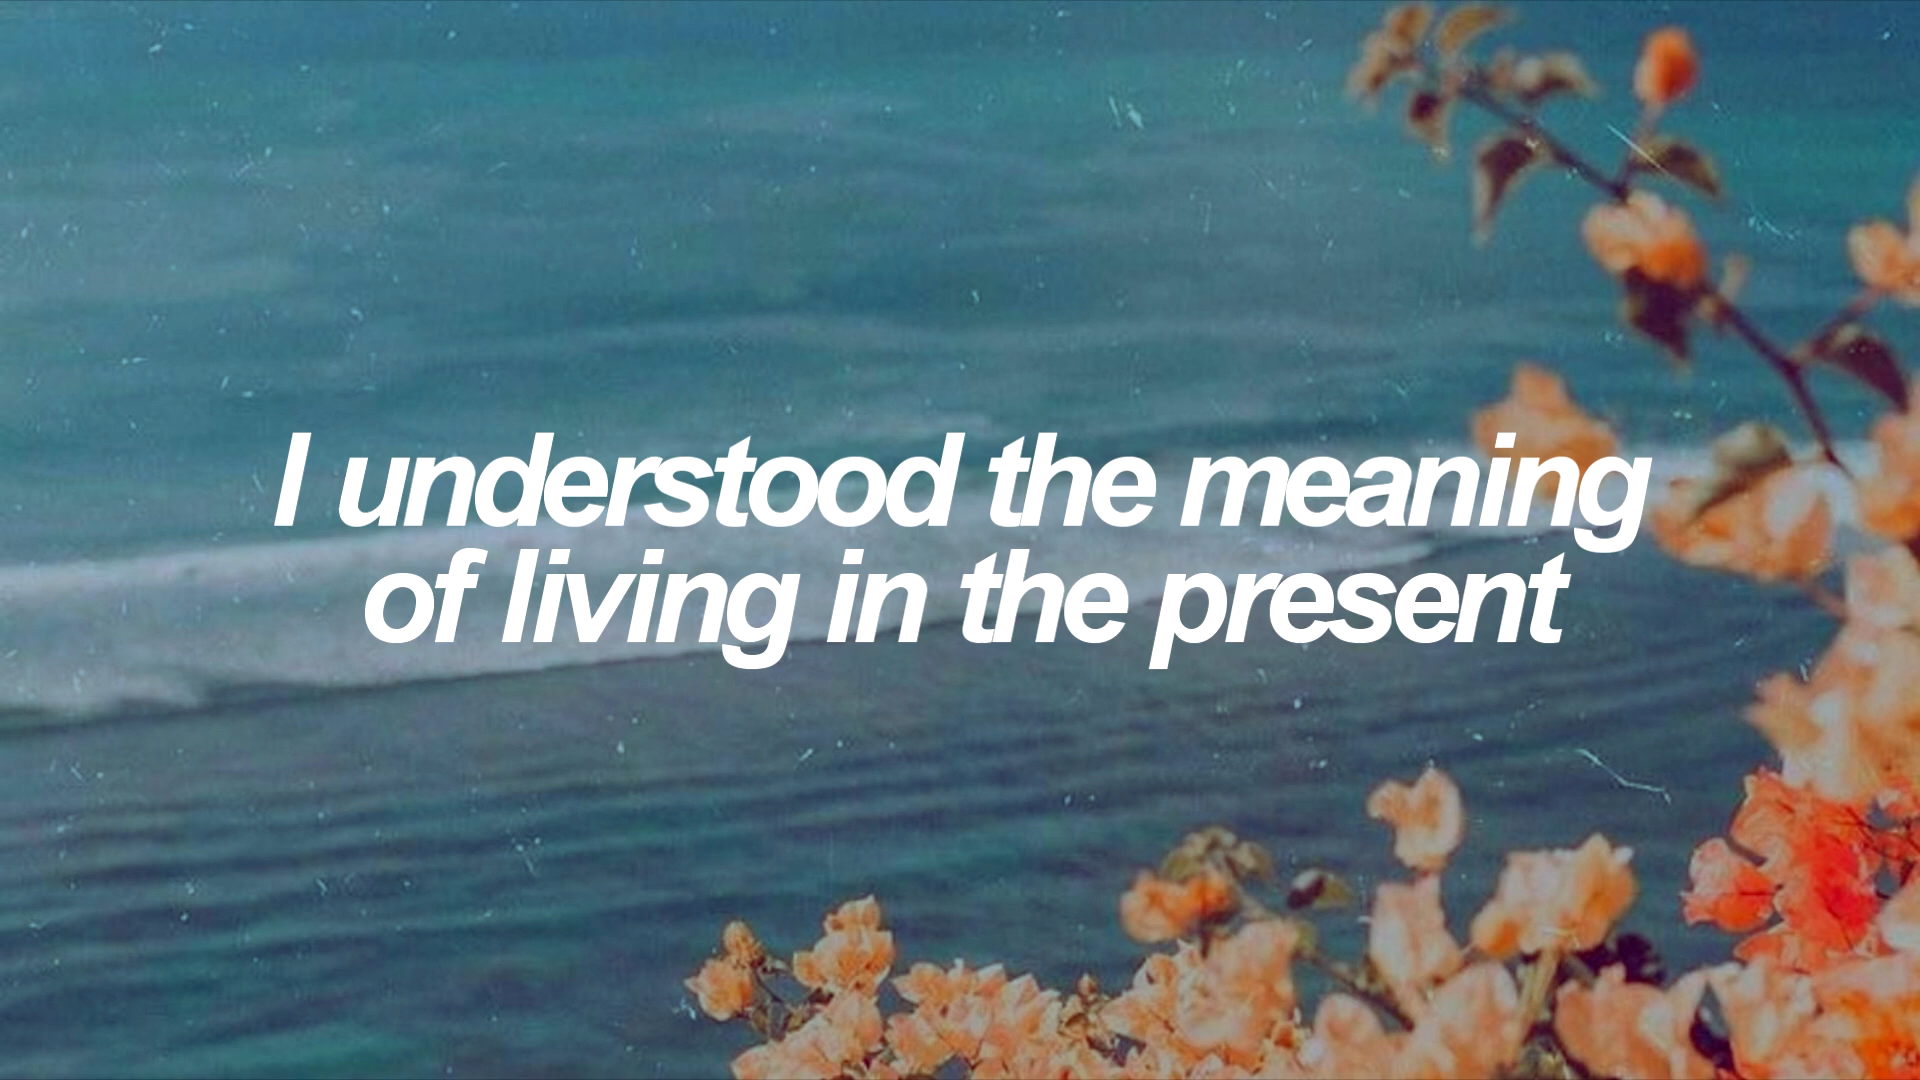 I understood the meaning
of living in the present